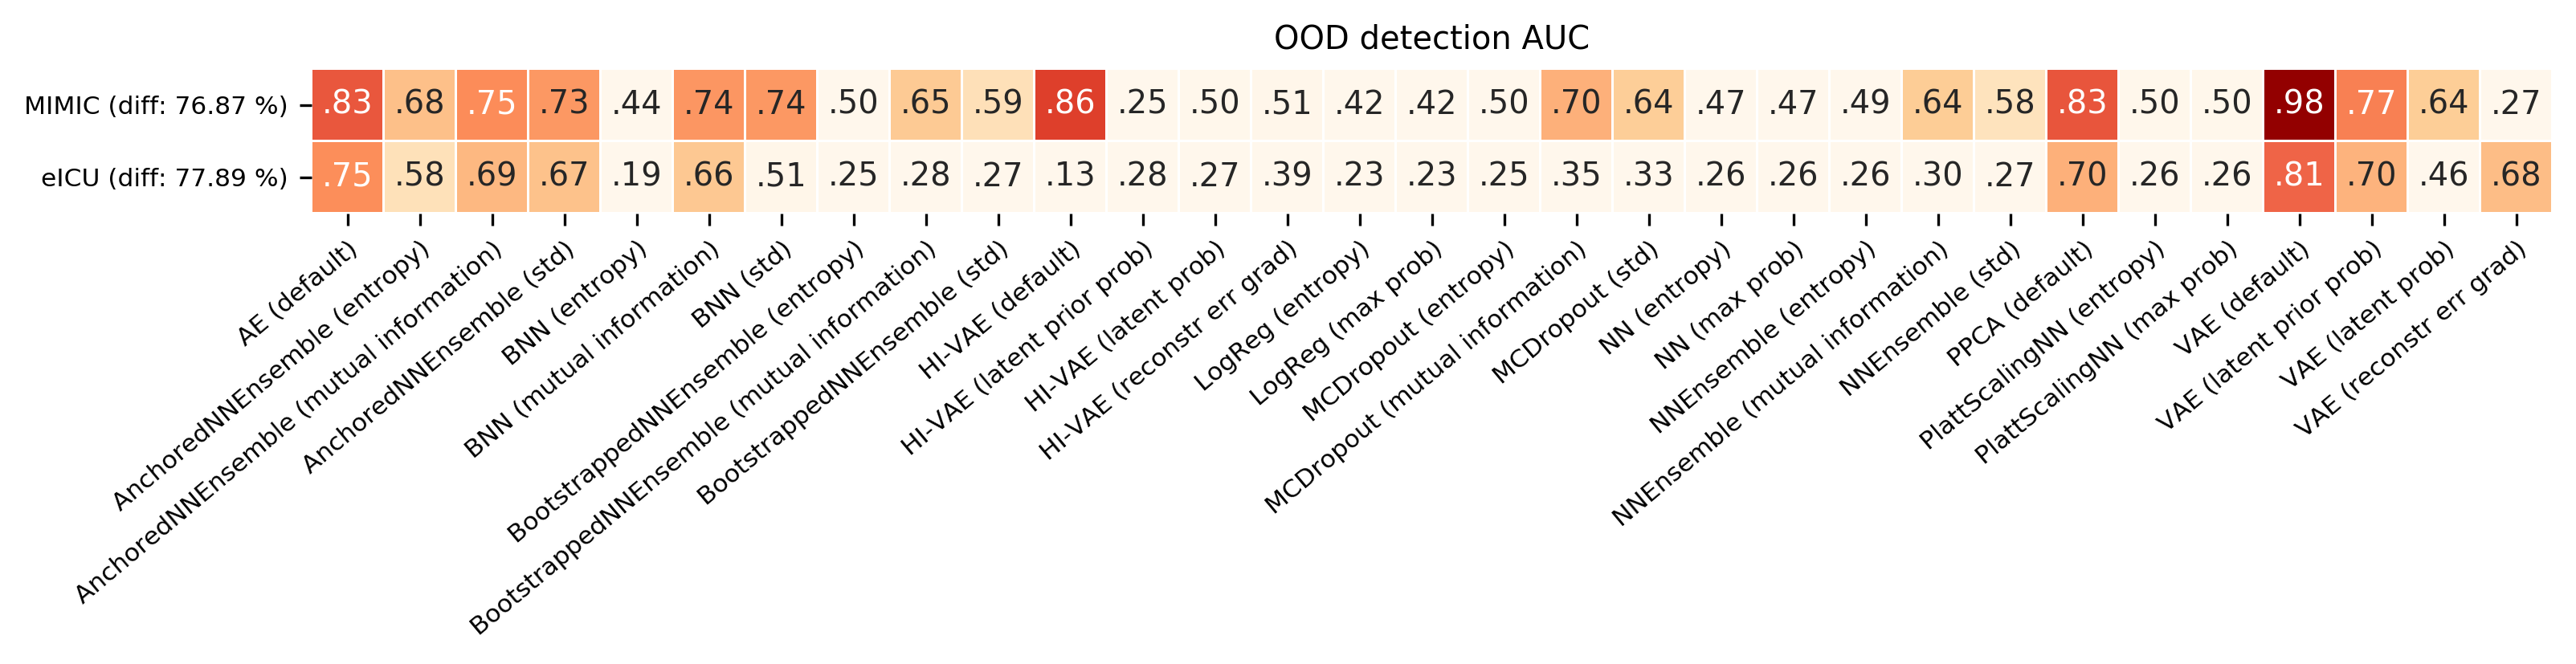 OOD detection AUC
MIMIC (diff: 76.87 %) .83 .68 .75 .73 .44 .74 .74 .50 .65 .59 .86 .25 .50 .51 .42 .42 .50 .70 .64 .47 .47 .49 .64 .58 .83 .50 .50 .98 .77 .64 .27
eICU (diff: 77.89 %) .75 .58 .69 .67 .19 .66 .51 .25 .28 .27 .13 .28 .27 .39 .23 .23 .25 .35 .33 .26 .26 .26 .30 .27 .70 .26 .26 .81 .70 .46 .68
AE (default)
AnchoredNNEnsemble (entropy)
AnchoredNNEnsemble (mutual information)
AnchoredNNEnsemble (std)
BNN (entropy)
BNN (mutual information)
BNN (std)
BootstrappedNNEnsemble (entropy)
BootstrappedNNEnsemble (mutual information)
BootstrappedNNEnsemble (std)
HI-VAE (default)
HI-VAE (latent prior prob)
HI-VAE (latent prob)
HI-VAE (reconstr err grad)
LogReg (entropy)
LogReg (max prob)
MCDropout (entropy)
MCDropout (mutual information)
MCDropout (std)
NN (entropy)
NN (max prob)
NNEnsemble (entropy)
NNEnsemble (mutual information)
NNEnsemble (std)
PPCA (default)
PlattScalingNN (entropy)
PlattScalingNN (max prob)
VAE (default)
VAE (latent prior prob)
VAE (latent prob)
VAE (reconstr err grad)